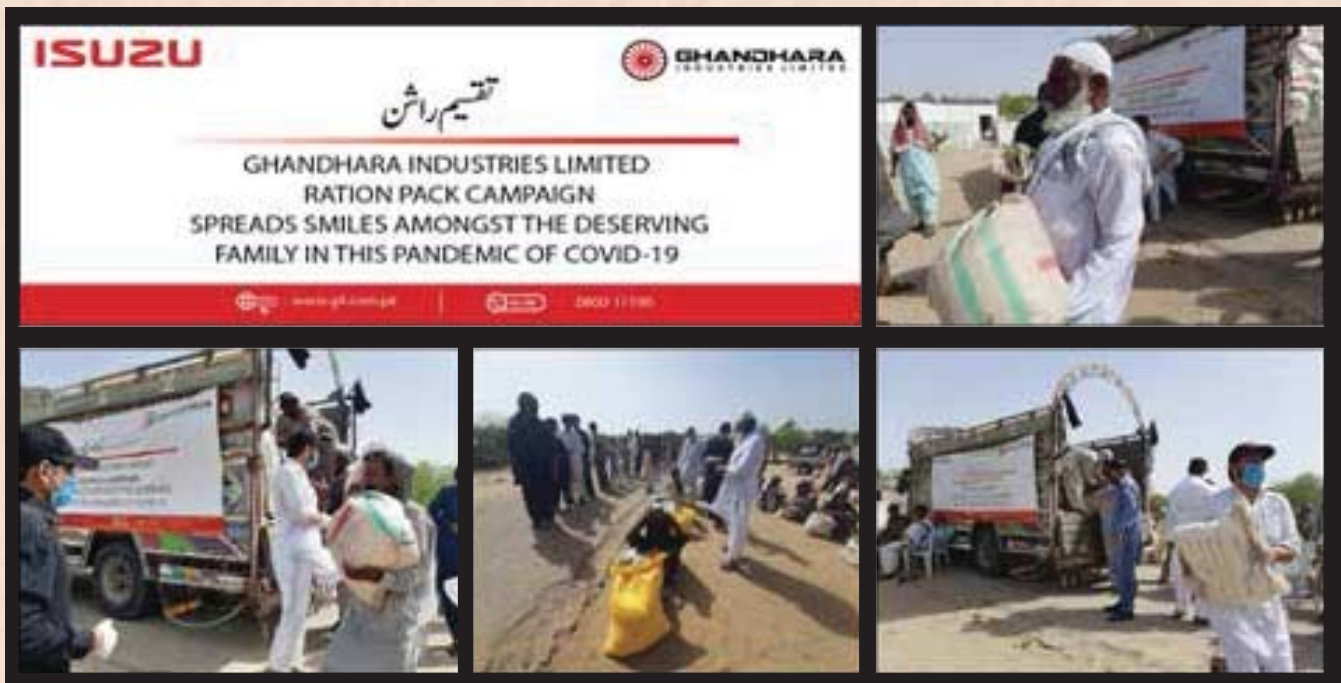 ISUZU
GHANDHARA
INDUSTRIES LIMITED
تقسیم راشن
GHANDHARA INDUSTRIES LIMITED
RATION PACK CAMPAIGN
SPREADS SMILES AMONGST THE DESERVING
FAMILY IN THIS PANDEMIC OF COVID-19